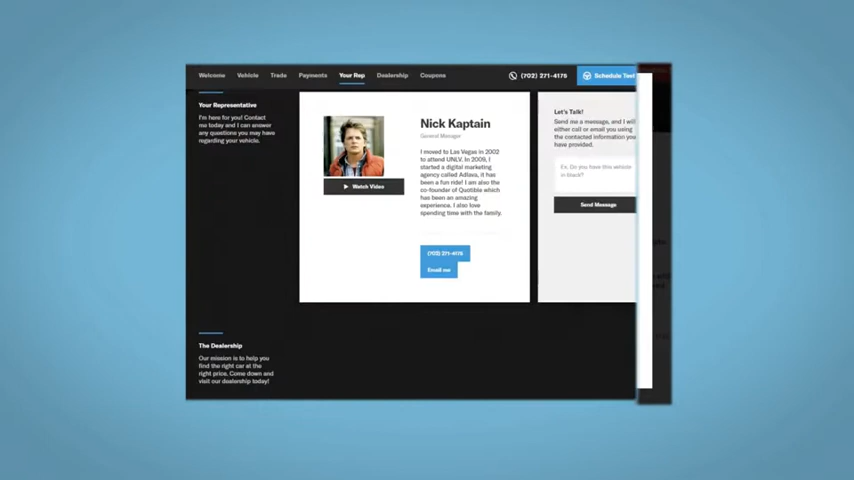 Welcome Vehicle Trade Payments Your Rep Dealership Coupons (702) 271-4175 Schedule Test
Your Representative
I'm here for you! Contact
me today and I can answer
any questions you may have
regarding your vehicle.
Watch Video
Nick Kaptain
General Manager
I moved to Las Vegas in 2002
to attend UNLV. In 2009, I
started a digital marketing
agency called Adlava, it has
been a fun ride! I am also the
co-founder of Quotible which
has been an amazing
experience. I also love
spending time with the family.
(702) 271-4175
Email me
Let's Talk!
Send me a message, and I will
either call or email you using
the contacted information you
have provided.
Ex. Do you have this vehicle
in black?
Send Message
The Dealership
Our mission is to help you
find the right car at the
right price. Come down and
visit our dealership today!